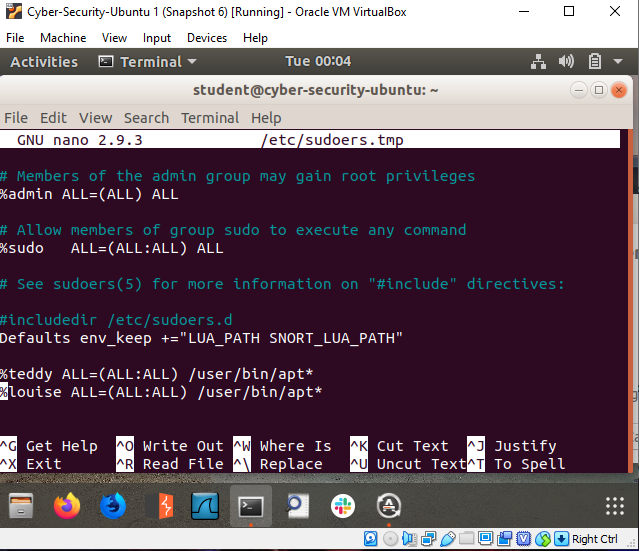 Cyber-Security-Ubuntu 1 (Snapshot 6) [Running] - Oracle VM VirtualBox
File Machine View Input Devices Help
Activities Terminal Tue 00:04
student@cyber-security-ubuntu: ~
File Edit View Search Terminal Help
GNU nano 2.9.3 /etc/sudoers.tmp
# Members of the admin group may gain root privileges
%admin ALL=(ALL) ALL
# Allow members of group sudo to execute any command
%sudo ALL=(ALL:ALL) ALL
# See sudoers(5) for more information on "#include" directives:
#includedir /etc/sudoers.d
Defaults env_keep +="LUA_PATH SNORT_LUA_PATH"
%teddy ALL=(ALL:ALL) /user/bin/apt*
%louise ALL=(ALL:ALL) /user/bin/apt*
^G Get Help ^O Write Out ^W Where Is ^K Cut Text ^J Justify
^X Exit ^R Read File ^\ Replace ^U Uncut Text ^T To Spell
Right Ctrl